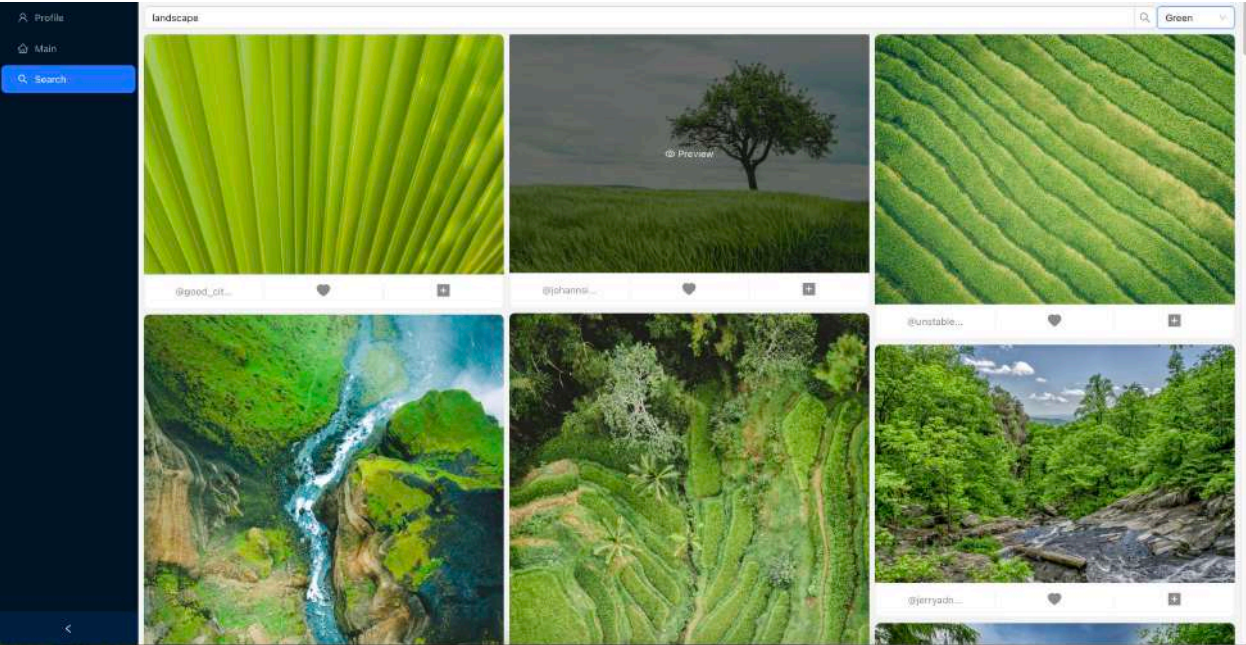 Profile
Main
Search
landscape
Green
Preview
@good_cit...
@johannsi...
@unstable...
@jerryadn...